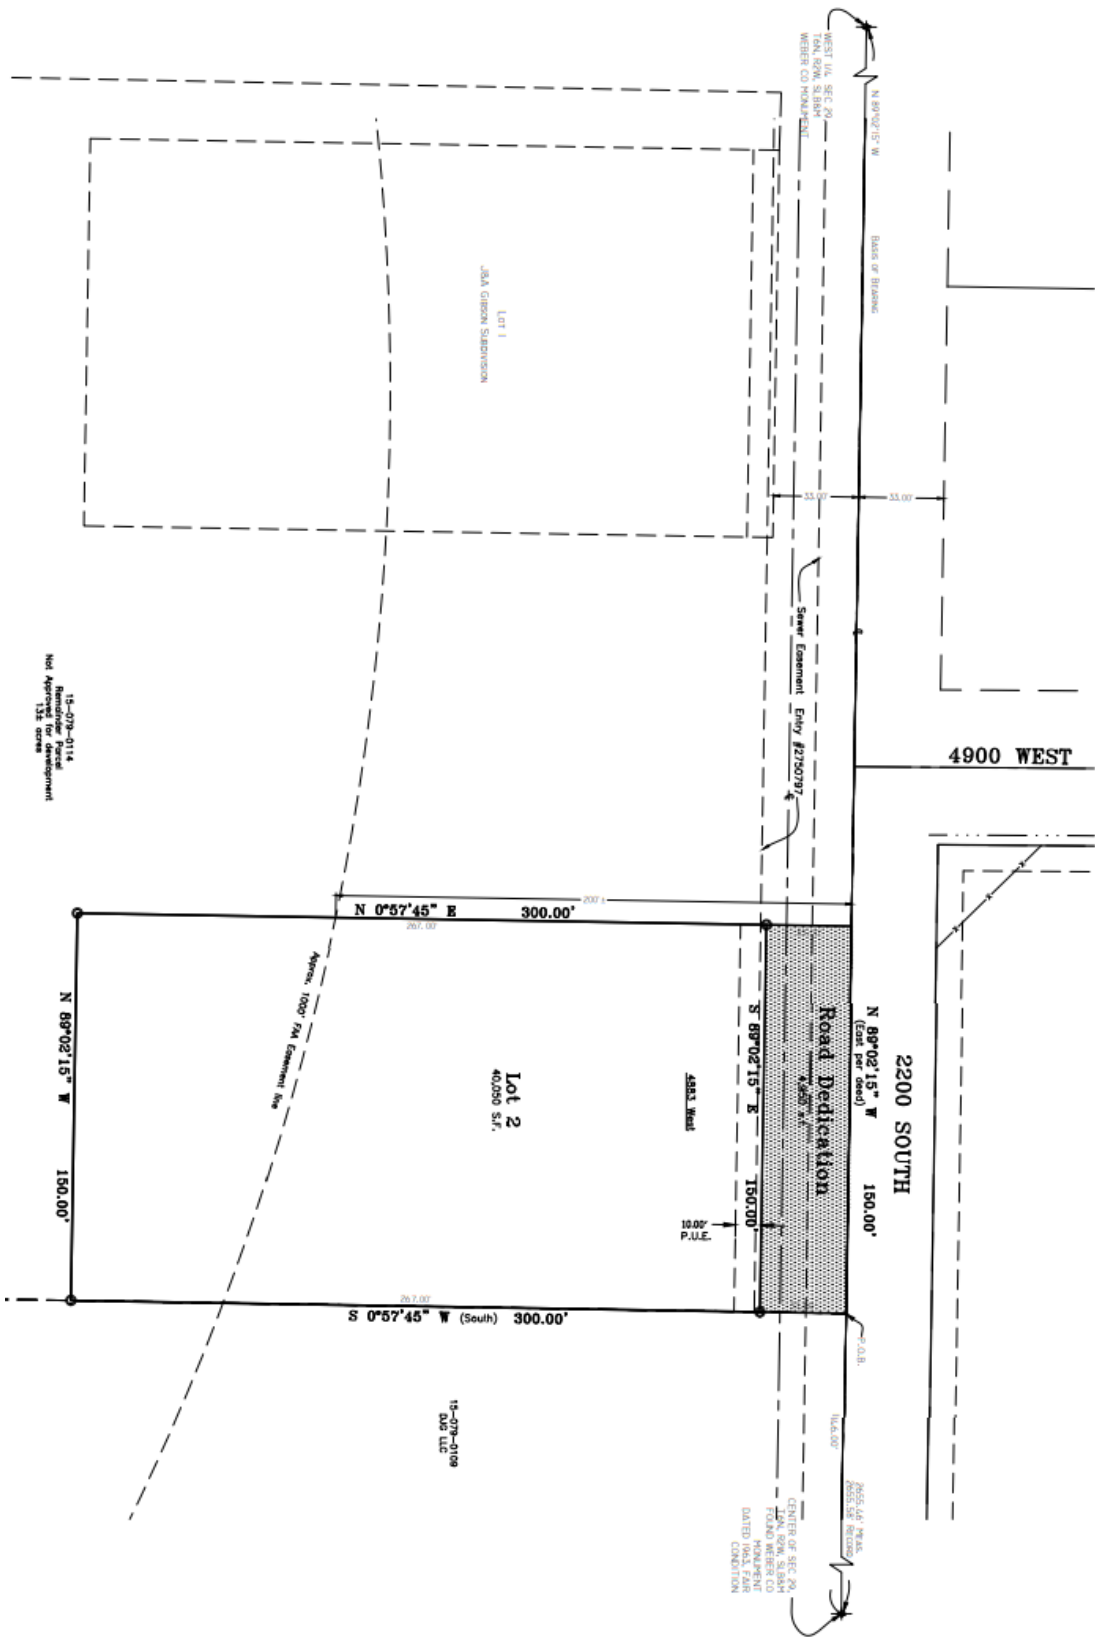 WEST 1/4 SEC 29
T6N, R2W, SLB&M
WEBER CO MONUMENT
N 89°02'15" W
BASIS OF BEARING
LOT 1
J&A GIBSON SUBDIVISION
33.00'
33.00'
Sewer Easement Entry #2750797
15-079-0114
Remainder Parcel
Not Approved for development
13± acres
4900 WEST
200'±
N 0°57'45" E 300.00'
267.00'
Approx. 1000' FAA Easement line
N 89°02'15" W 150.00'
Lot 2
40,050 S.F.
4883 West
S 89°02'15" E 150.00'
Road Dedication
4,950 s.f.
N 89°02'15" W 150.00'
(East per deed)
2200 SOUTH
10.00'
P.U.E.
267.00'
S 0°57'45" W (South) 300.00'
P.O.B.
15-079-0109
DJG LLC
1146.00'
2655.46' MEAS.
2655.58' RECORD
CENTER OF SEC 29,
T6N, R2W, SLB&M
FOUND WEBER CO
MONUMENT
DATED 1963, FAIR
CONDITION